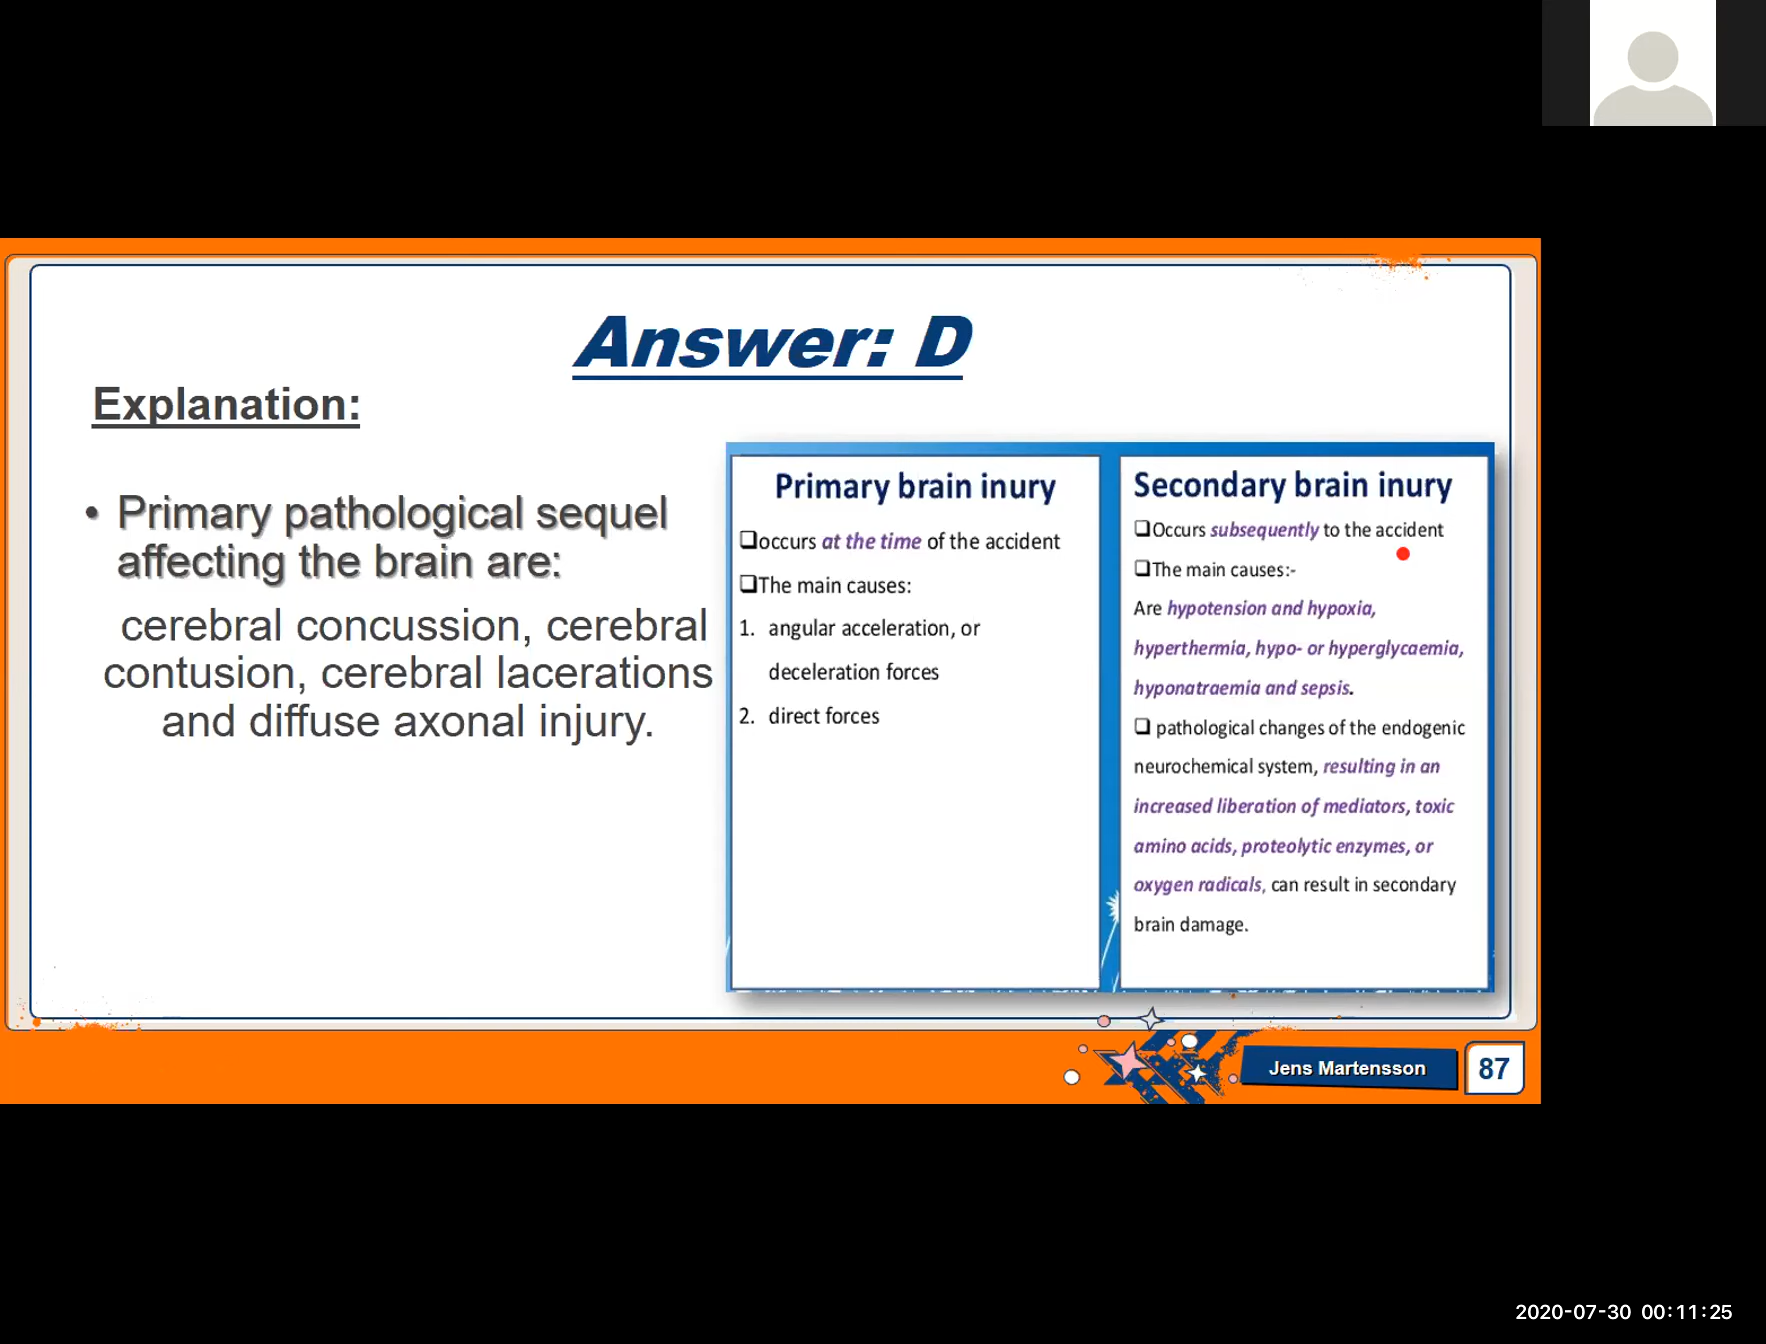 Answer: D
Explanation:
• Primary pathological sequel
affecting the brain are:
cerebral concussion, cerebral
contusion, cerebral lacerations
and diffuse axonal injury.
Primary brain inury
❑occurs at the time of the accident
❑The main causes:
1. angular acceleration, or
deceleration forces
2. direct forces
Secondary brain inury
❑Occurs subsequently to the accident
❑The main causes:-
Are hypotension and hypoxia,
hyperthermia, hypo- or hyperglycaemia,
hyponatraemia and sepsis.
❑ pathological changes of the endogenic
neurochemical system, resulting in an
increased liberation of mediators, toxic
amino acids, proteolytic enzymes, or
oxygen radicals, can result in secondary
brain damage.
Jens Martensson
87
2020-07-30 00:11:25